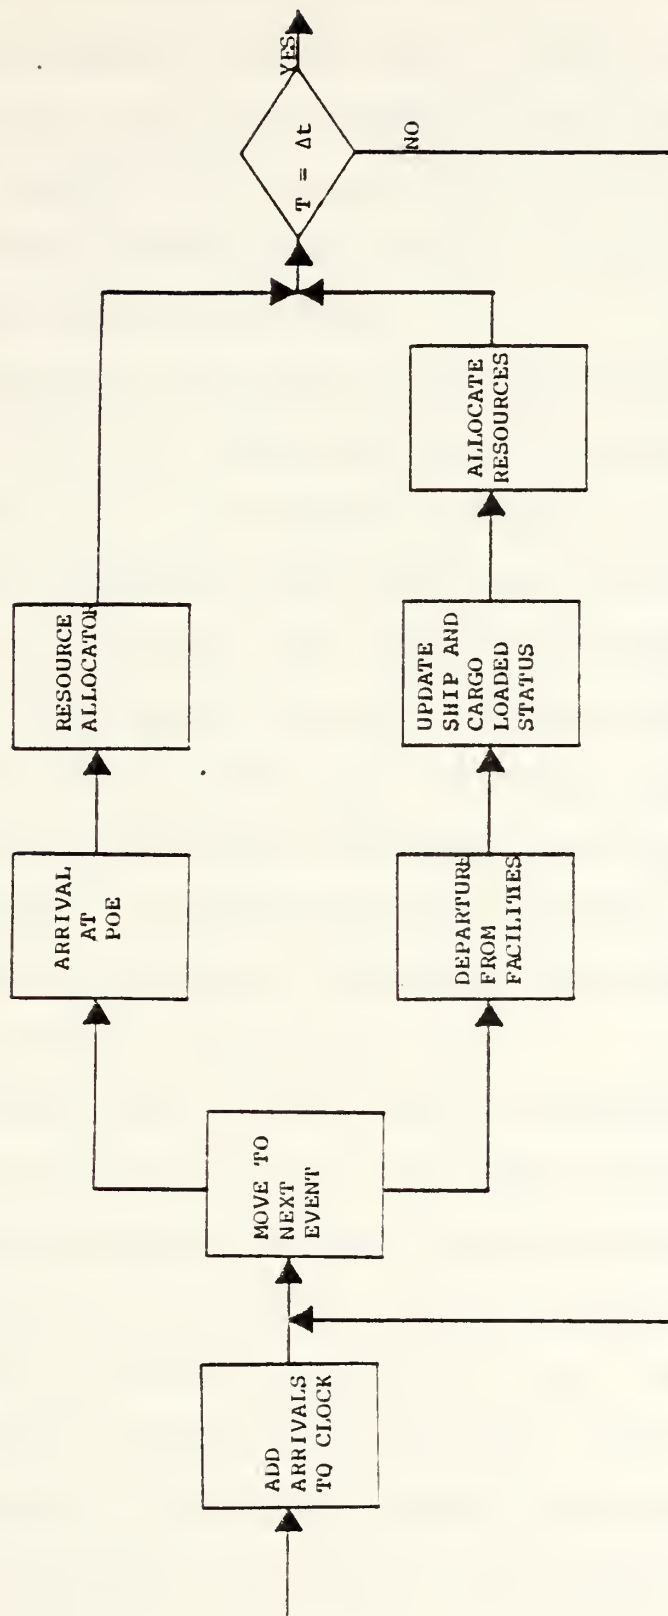 ADD
ARRIVALS
TO CLOCK
MOVE TO
NEXT
EVENT
ARRIVAL
AT
POE
RESOURCE
ALLOCATOR
DEPARTURE
FROM
FACILITIES
UPDATE
SHIP AND
CARGO
LOADED
STATUS
ALLOCATE
RESOURCES
T = Δt
YES
NO